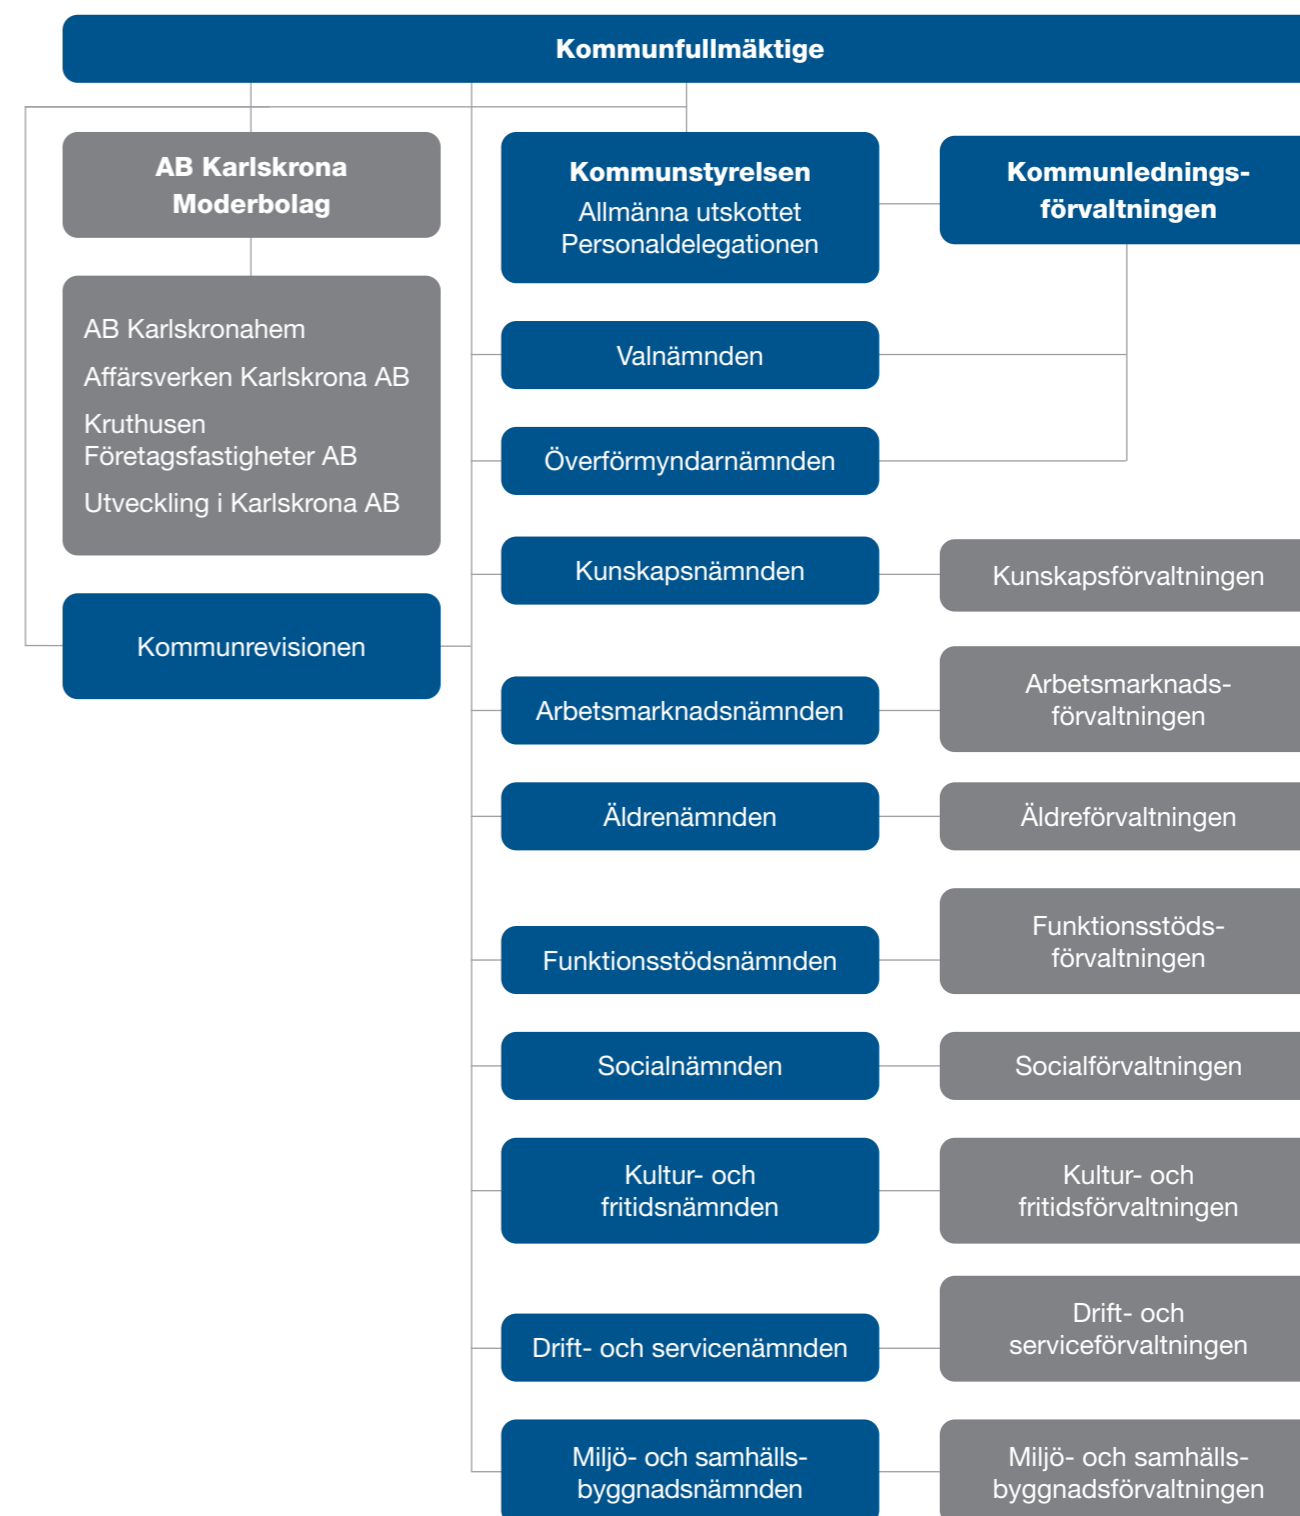 Kommunfullmäktige
AB Karlskrona
Moderbolag
AB Karlskronahem
Affärsverken Karlskrona AB
Kruthusen
Företagsfastigheter AB
Utveckling i Karlskrona AB
Kommunrevisionen
Kommunstyrelsen
Allmänna utskottet
Personaldelegationen
Kommunlednings-
förvaltningen
Valnämnden
Överförmyndarnämnden
Kunskapsnämnden
Kunskapsförvaltningen
Arbetsmarknadsnämnden
Arbetsmarknads-
förvaltningen
Äldrenämnden
Äldreförvaltningen
Funktionsstödsnämnden
Funktionsstöds-
förvaltningen
Socialnämnden
Socialförvaltningen
Kultur- och
fritidsnämnden
Kultur- och
fritidsförvaltningen
Drift- och servicenämnden
Drift- och
serviceförvaltningen
Miljö- och samhälls-
byggnadsnämnden
Miljö- och samhälls-
byggnadsförvaltningen